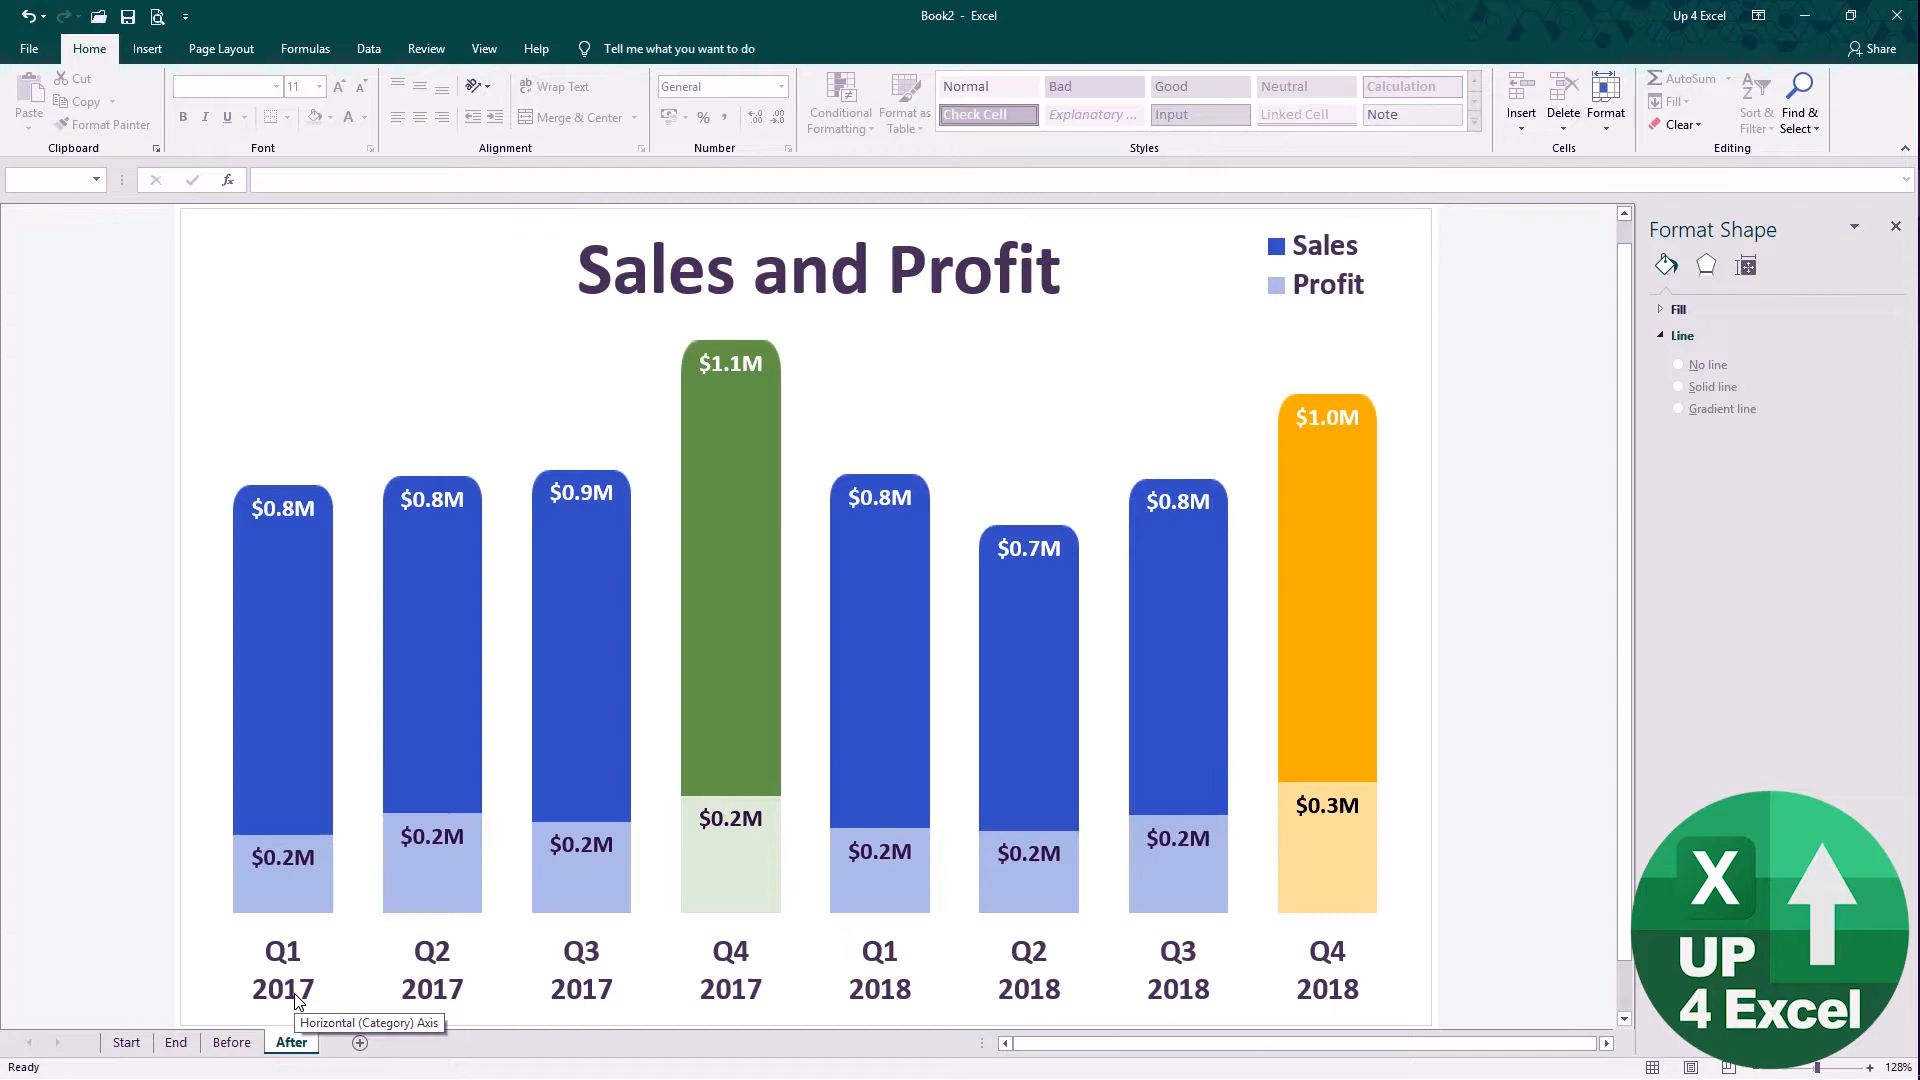 Book2 - Excel
Up 4 Excel
File Home Insert Page Layout Formulas Data Review View Help Tell me what you want to do
Share
Paste
Cut
Copy
Format Painter
Clipboard
11
B I U
Font
Wrap Text
Merge & Center
Alignment
General
%
Number
Conditional Formatting
Format as Table
Normal Bad Good Neutral Calculation
Check Cell Explanatory ... Input Linked Cell Note
Styles
Insert Delete Format
Cells
AutoSum
Fill
Clear
Sort & Filter
Find & Select
Editing
fx
Sales and Profit
Sales
Profit
$0.8M $0.8M $0.9M $1.1M $0.8M $0.7M $0.8M $1.0M
$0.2M $0.2M $0.2M $0.2M $0.2M $0.2M $0.2M $0.3M
Q1 Q2 Q3 Q4 Q1 Q2 Q3 Q4
2017 2017 2017 2017 2018 2018 2018 2018
Horizontal (Category) Axis
Format Shape
Fill
Line
No line
Solid line
Gradient line
X
UP
4 Excel
Start End Before After
Ready
128%